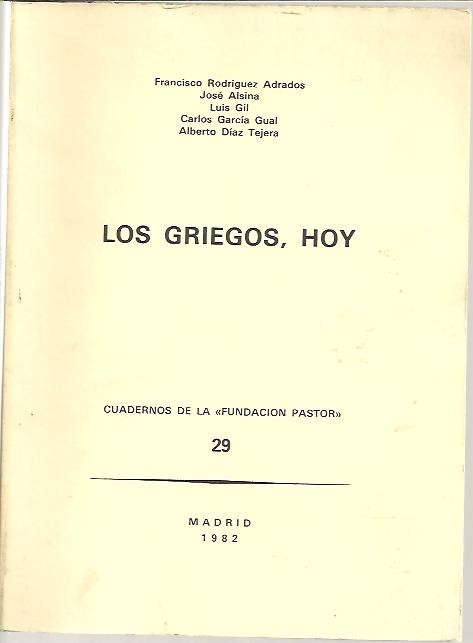 Francisco Rodríguez Adrados
José Alsina
Luis Gil
Carlos García Gual
Alberto Díaz Tejera
LOS GRIEGOS, HOY
CUADERNOS DE LA «FUNDACION PASTOR»
29
MADRID
1982